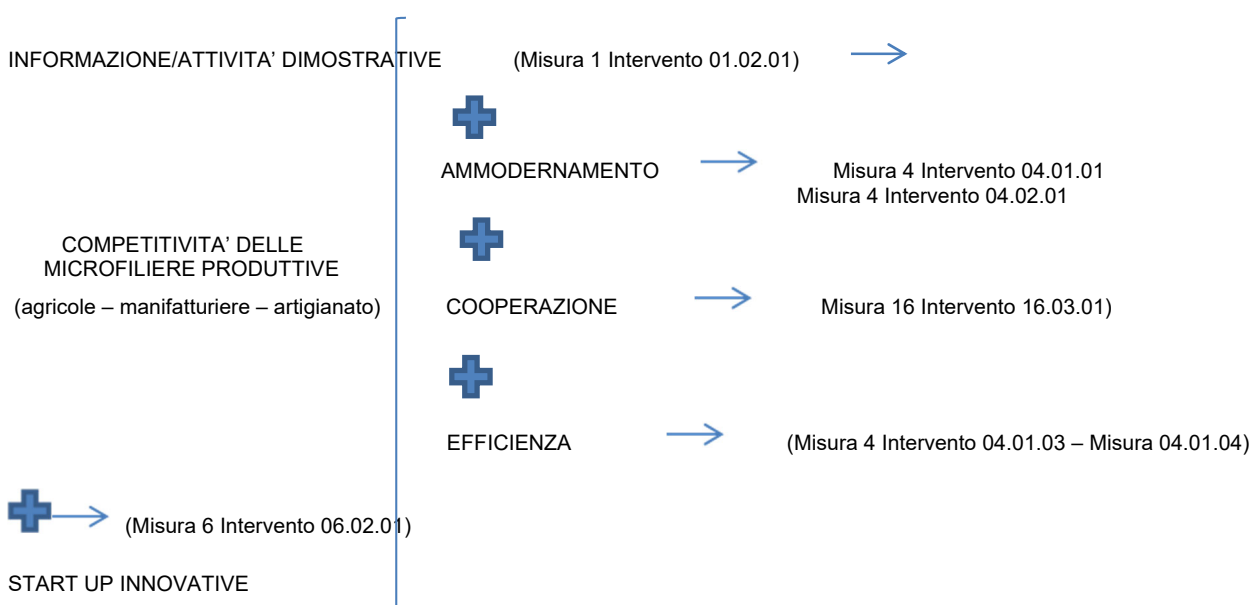 INFORMAZIONE/ATTIVITA’ DIMOSTRATIVE (Misura 1 Intervento 01.02.01)
AMMODERNAMENTO Misura 4 Intervento 04.01.01
Misura 4 Intervento 04.02.01
COMPETITIVITA’ DELLE
MICROFILIERE PRODUTTIVE
(agricole – manifatturiere – artigianato) COOPERAZIONE Misura 16 Intervento 16.03.01)
EFFICIENZA (Misura 4 Intervento 04.01.03 – Misura 04.01.04)
(Misura 6 Intervento 06.02.01)
START UP INNOVATIVE